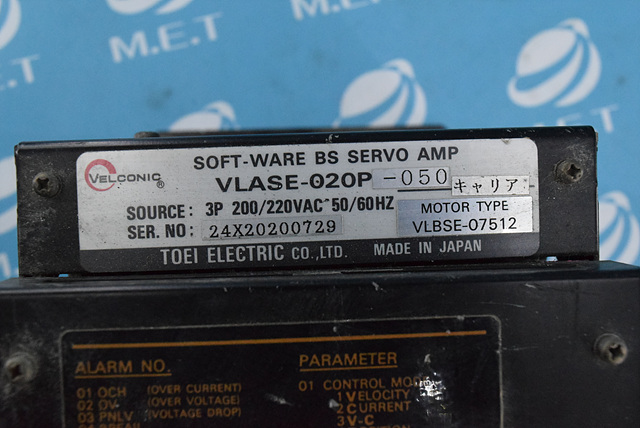 M.E.T
M.E.T
SOFT-WARE BS SERVO AMP
VELCONIC ®
VLASE-020P -050 キャリア
SOURCE: 3P 200/220VAC~50/60HZ
MOTOR TYPE
SER. NO: 24X20200729
VLBSE-07512
TOEI ELECTRIC CO.,LTD. MADE IN JAPAN
ALARM NO.
PARAMETER
01 OCH (OVER CURRENT)
02 OV (OVER VOLTAGE)
03 PNLV (VOLTAGE DROP)
01 CONTROL MO
1 VELOCITY
2 CURRENT
3 V-C